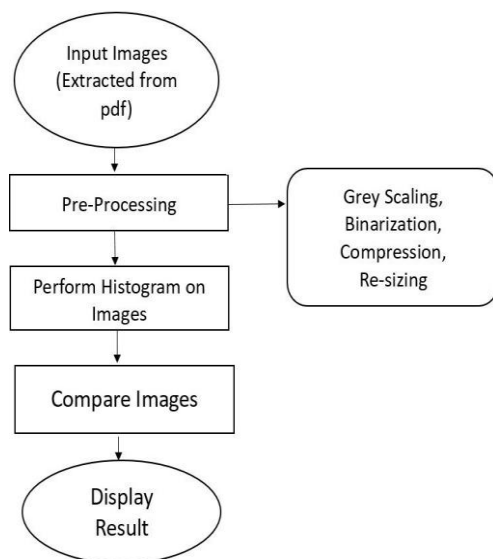 Input Images
(Extracted from
pdf)
Pre-Processing
Grey Scaling,
Binarization,
Compression,
Re-sizing
Perform Histogram on
Images
Compare Images
Display
Result